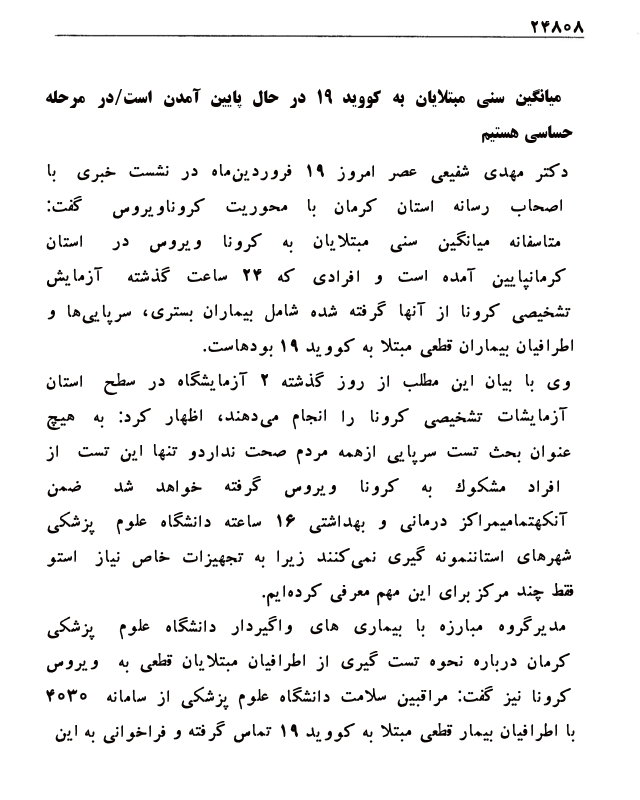 ۲۴۸۰۸
میانگین سنی مبتلایان به کووید ۱۹ در حال پایین آمدن است/در مرحله
حساسی هستیم
دکتر مهدی شفیعی عصر امروز ۱۹ فروردین‌ماه در نشست خبری با
اصحاب رسانه استان کرمان با محوریت کروناویروس گفت:
متاسفانه میانگین سنی مبتلایان به کرونا ویروس در استان
کرمانپایین آمده است و افرادی که ۲۴ ساعت گذشته آزمایش
تشخیصی کرونا از آنها گرفته شده شامل بیماران بستری، سرپایی‌ها و
اطرافیان بیماران قطعی مبتلا به کووید ۱۹ بودهاست.
وی با بیان این مطلب از روز گذشته ۲ آزمایشگاه در سطح استان
آزمایشات تشخیصی کرونا را انجام می‌دهند، اظهار کرد: به هیچ
عنوان بحث تست سرپایی ازهمه مردم صحت نداردو تنها این تست از
افراد مشکوك به کرونا ویروس گرفته خواهد شد ضمن
آنکهتمامیمراکز درمانی و بهداشتی ۱۶ ساعته دانشگاه علوم پزشکی
شهرهای استاننمونه گیری نمی‌کنند زیرا به تجهیزات خاص نیاز استو
فقط چند مرکز برای این مهم معرفی کرده‌ایم.
مدیرگروه مبارزه با بیماری های واگیردار دانشگاه علوم پزشکی
کرمان درباره نحوه تست گیری از اطرافیان مبتلایان قطعی به ویروس
کرونا نیز گفت: مراقبین سلامت دانشگاه علوم پزشکی از سامانه ۴۰۳۰
با اطرافیان بیمار قطعی مبتلا به کووید ۱۹ تماس گرفته و فراخوانی به این